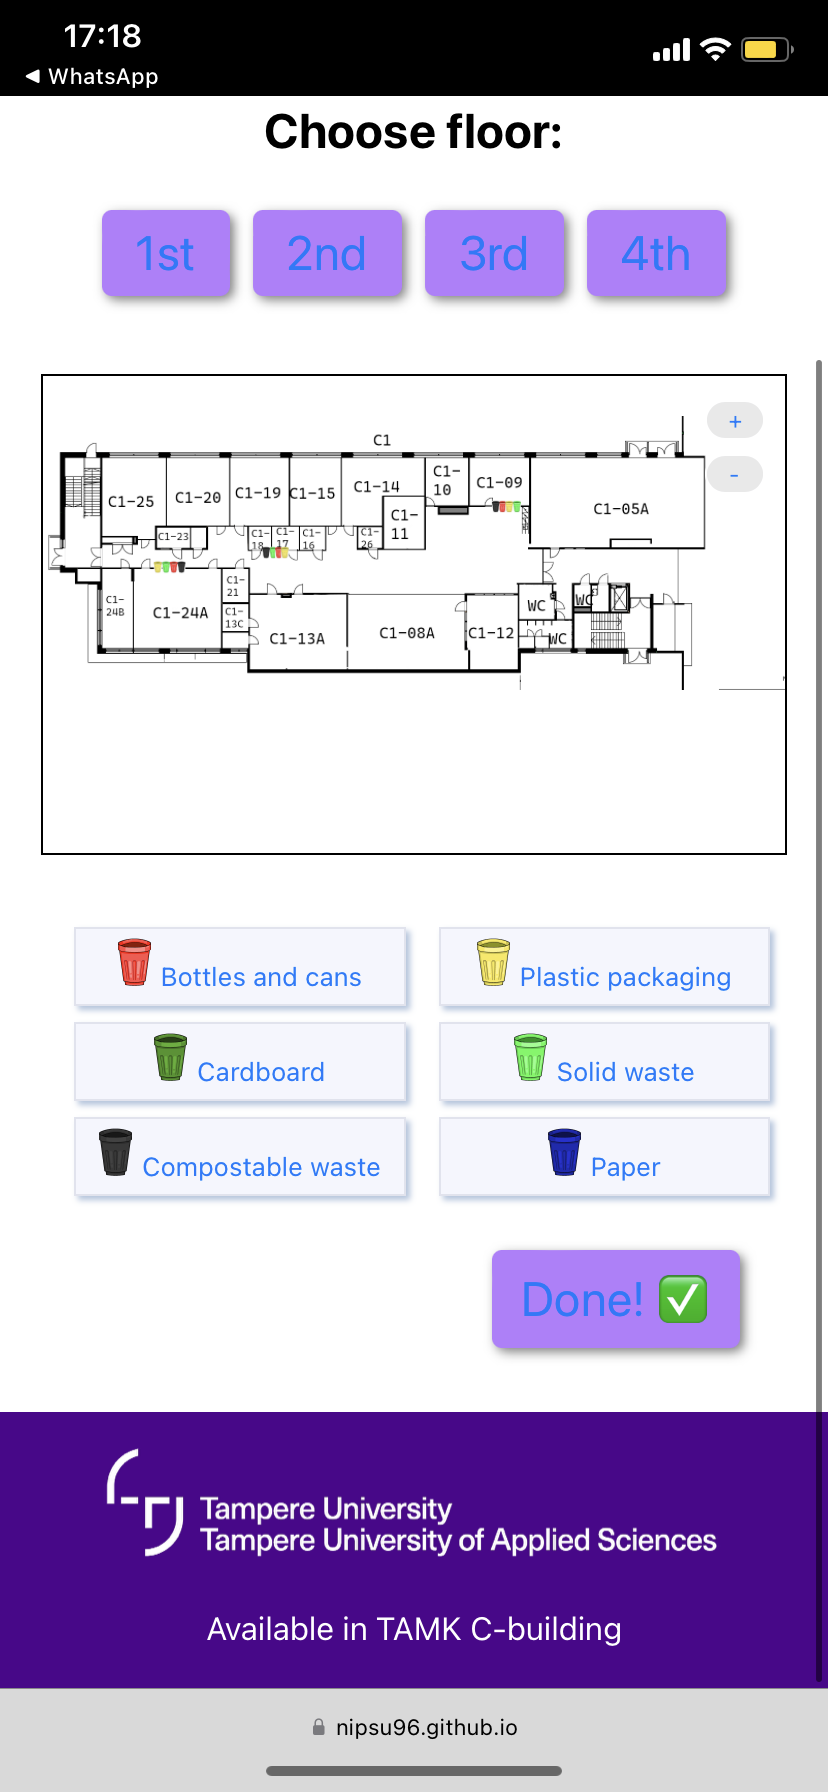 17:18
◀ WhatsApp
Choose floor:
1st 2nd 3rd 4th
+
-
C1
C1-25
C1-20
C1-19
C1-15
C1-14
C1-
10
C1-09
C1-05A
C1-
11
C1-23
C1-
18
C1-
17
C1-
16
C1-
26
C1-
24B
C1-24A
C1-
21
C1-
13C
C1-13A
C1-08A
C1-12
WC
WC
WC
Bottles and cans
Plastic packaging
Cardboard
Solid waste
Compostable waste
Paper
Done! ✅
Tampere University
Tampere University of Applied Sciences
Available in TAMK C-building
nipsu96.github.io